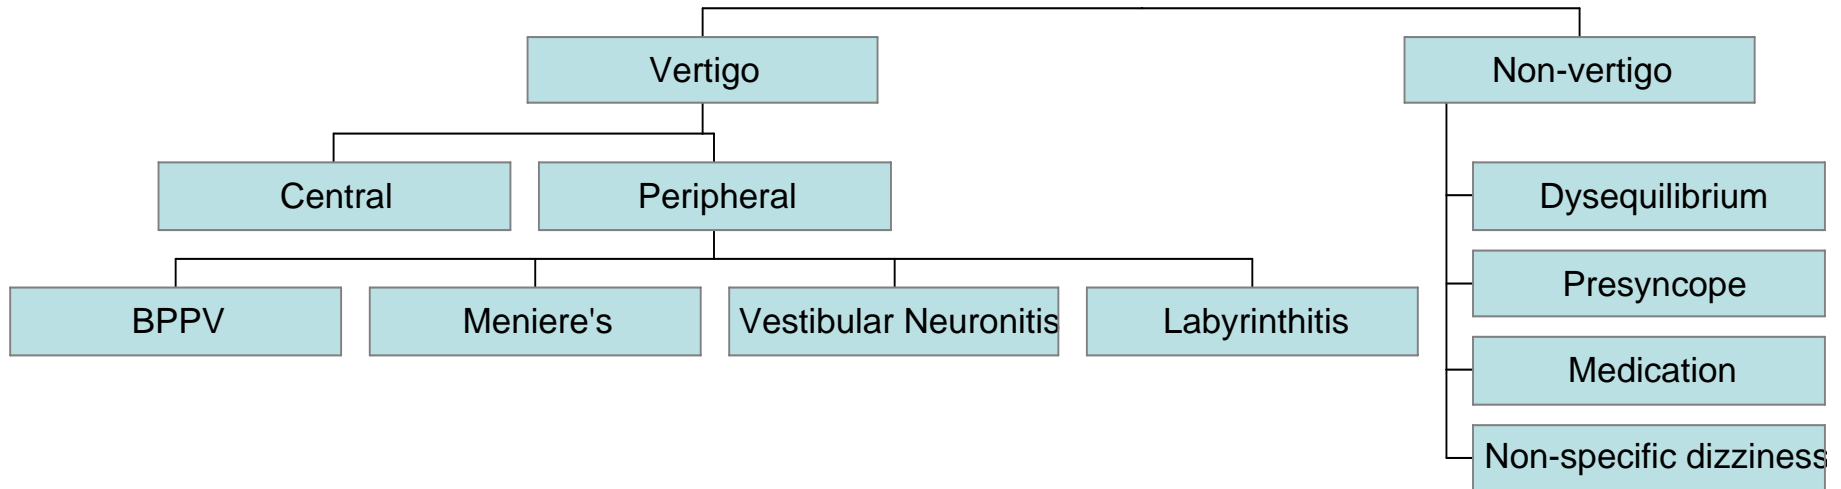 Vertigo
Non-vertigo
Central
Peripheral
Dysequilibrium
Presyncope
BPPV
Meniere's
Vestibular Neuronitis
Labyrinthitis
Medication
Non-specific dizziness